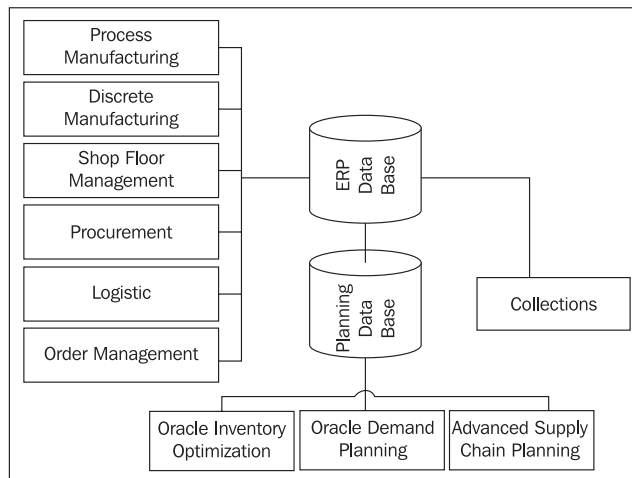 Process
Manufacturing
Discrete
Manufacturing
Shop Floor
Management
Procurement
Logistic
Order Management
ERP
Data
Base
Planning
Data
Base
Collections
Oracle Inventory
Optimization
Oracle Demand
Planning
Advanced Supply
Chain Planning